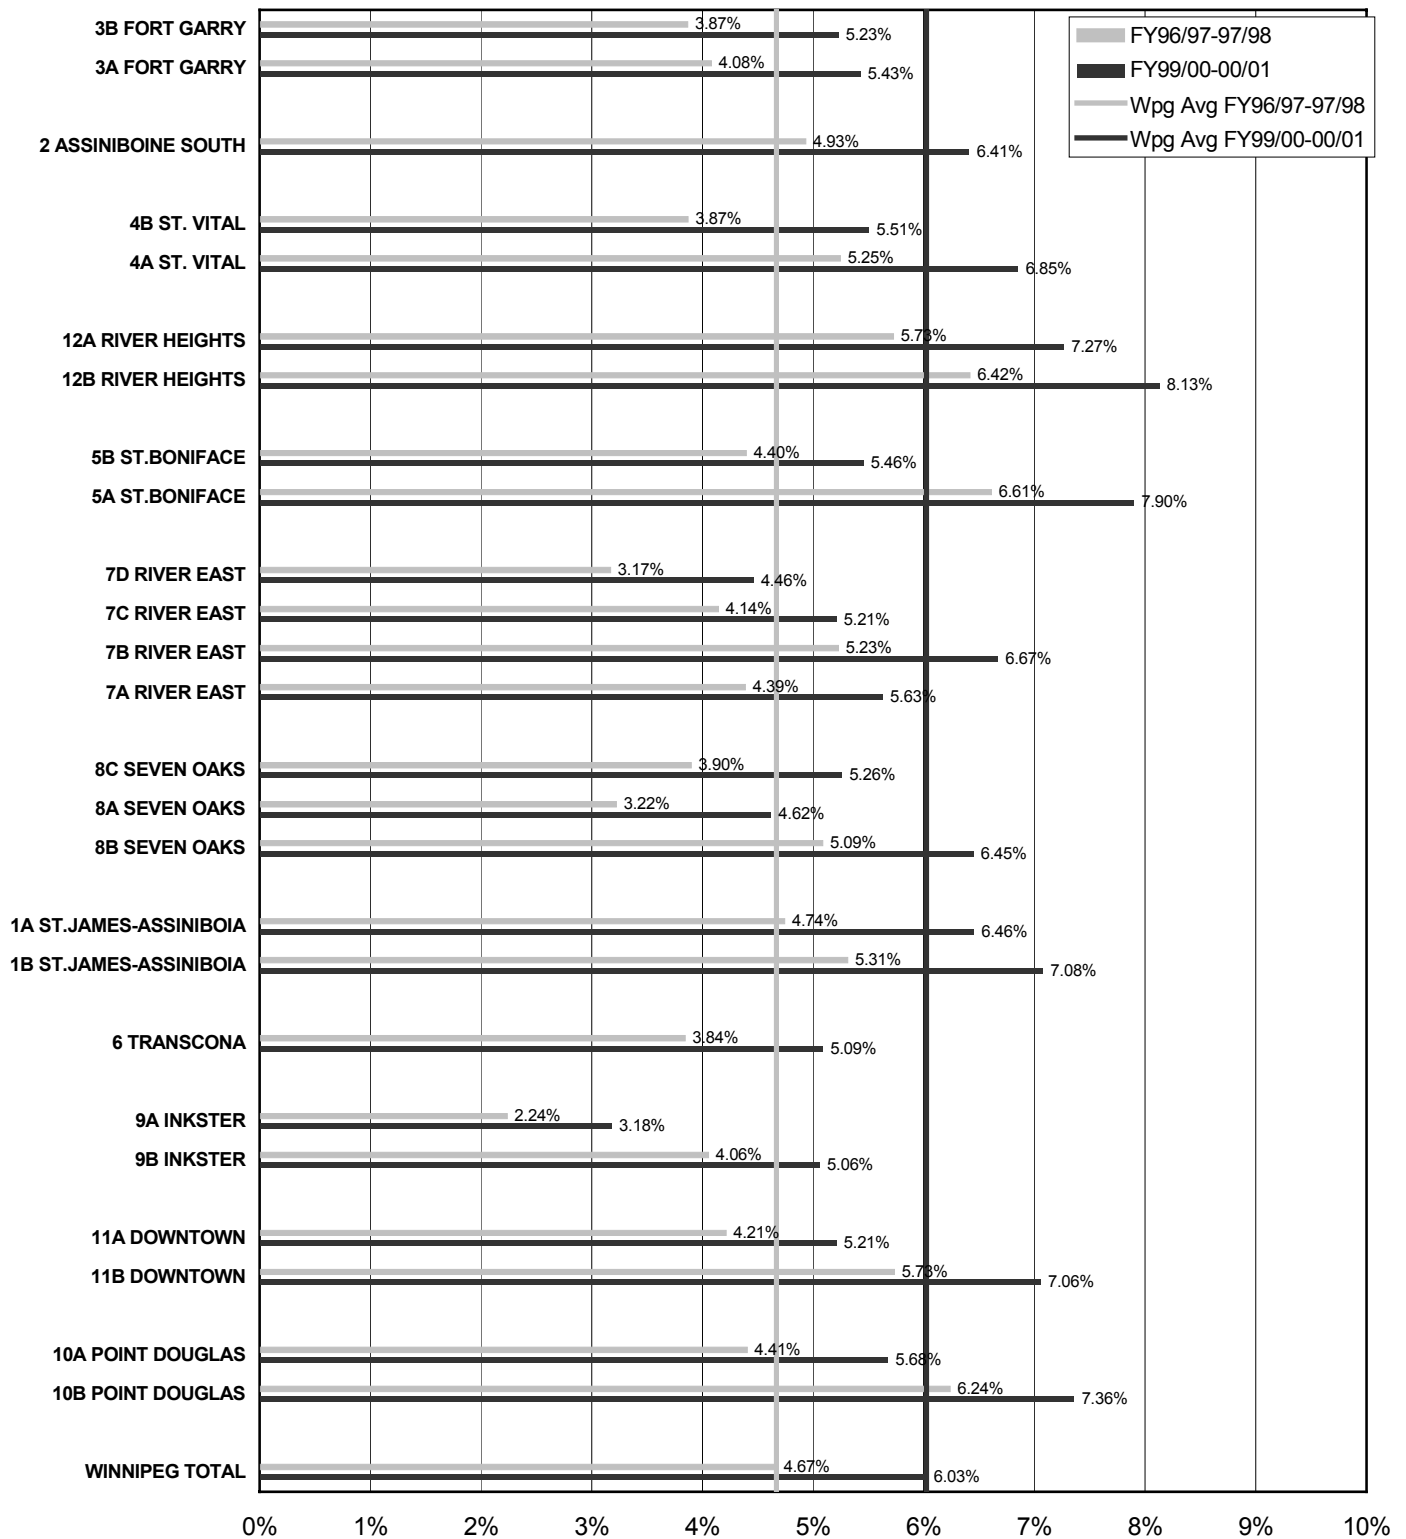 FY96/97-97/98
FY99/00-00/01
Wpg Avg FY96/97-97/98
Wpg Avg FY99/00-00/01
3B FORT GARRY 3.87% 5.23%
3A FORT GARRY 4.08% 5.43%
2 ASSINIBOINE SOUTH 4.93% 6.41%
4B ST. VITAL 3.87% 5.51%
4A ST. VITAL 5.25% 6.85%
12A RIVER HEIGHTS 5.73% 7.27%
12B RIVER HEIGHTS 6.42% 8.13%
5B ST.BONIFACE 4.40% 5.46%
5A ST.BONIFACE 6.61% 7.90%
7D RIVER EAST 3.17% 4.46%
7C RIVER EAST 4.14% 5.21%
7B RIVER EAST 5.23% 6.67%
7A RIVER EAST 4.39% 5.63%
8C SEVEN OAKS 3.90% 5.26%
8A SEVEN OAKS 3.22% 4.62%
8B SEVEN OAKS 5.09% 6.45%
1A ST.JAMES-ASSINIBOIA 4.74% 6.46%
1B ST.JAMES-ASSINIBOIA 5.31% 7.08%
6 TRANSCONA 3.84% 5.09%
9A INKSTER 2.24% 3.18%
9B INKSTER 4.06% 5.06%
11A DOWNTOWN 4.21% 5.21%
11B DOWNTOWN 5.73% 7.06%
10A POINT DOUGLAS 4.41% 5.68%
10B POINT DOUGLAS 6.24% 7.36%
WINNIPEG TOTAL 4.67% 6.03%
0% 1% 2% 3% 4% 5% 6% 7% 8% 9% 10%